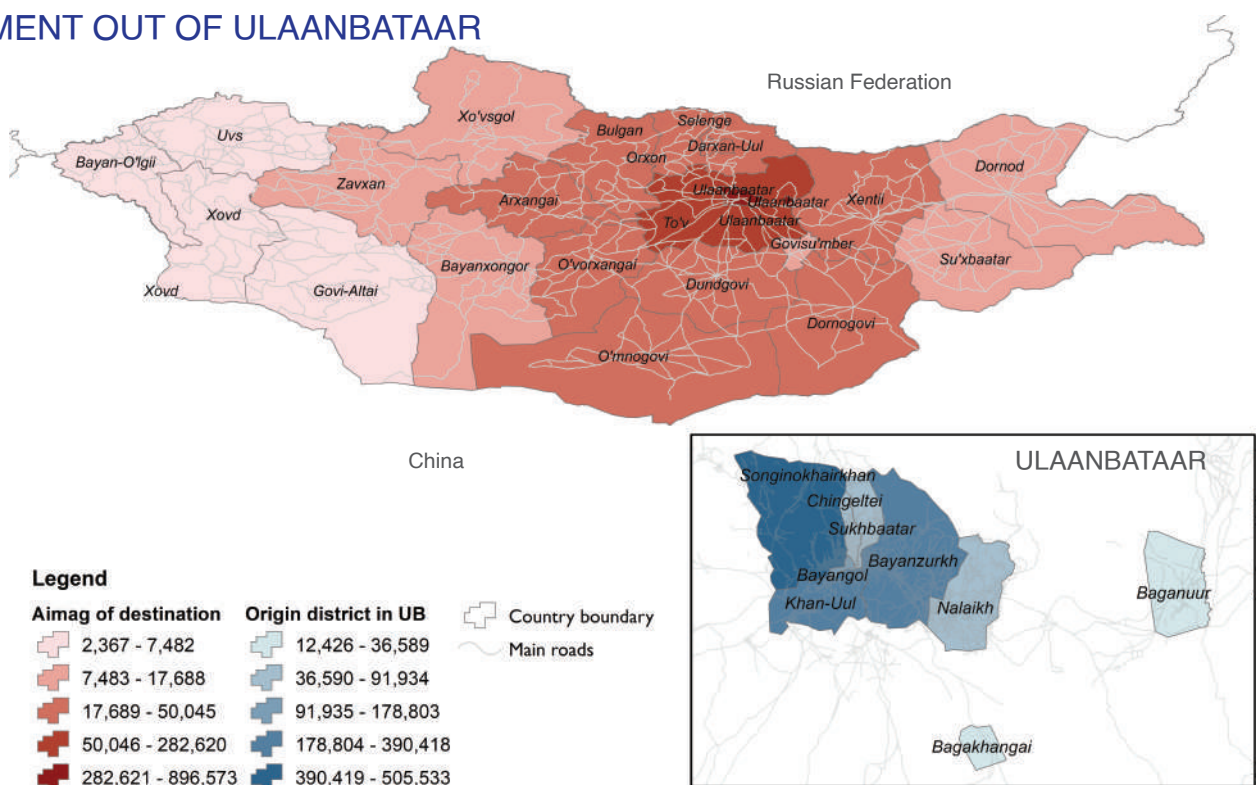 MENT OUT OF ULAANBATAAR
Russian Federation
Xo'vsgol
Selenge
Bulgan
Uvs
Darxan-Uul
Orxon
Bayan-O'lgii
Dornod
Zavxan
Ulaanbaatar
Arxangai
Ulaanbaatar
Xentii
Xovd
To'v
Ulaanbaatar
Govisu'mber
Su'xbaatar
Bayanxongor
O'vorxangai
Dundgovi
Xovd
Govi-Altai
Dornogovi
O'mnogovi
China
ULAANBATAAR
Songinokhairkhan
Chingeltei
Sukhbaatar
Bayanzurkh
Bayangol
Khan-Uul
Nalaikh
Baganuur
Bagakhangai
Legend
Aimag of destination
2,367 - 7,482
7,483 - 17,688
17,689 - 50,045
50,046 - 282,620
282,621 - 896,573
Origin district in UB
12,426 - 36,589
36,590 - 91,934
91,935 - 178,803
178,804 - 390,418
390,419 - 505,533
Country boundary
Main roads